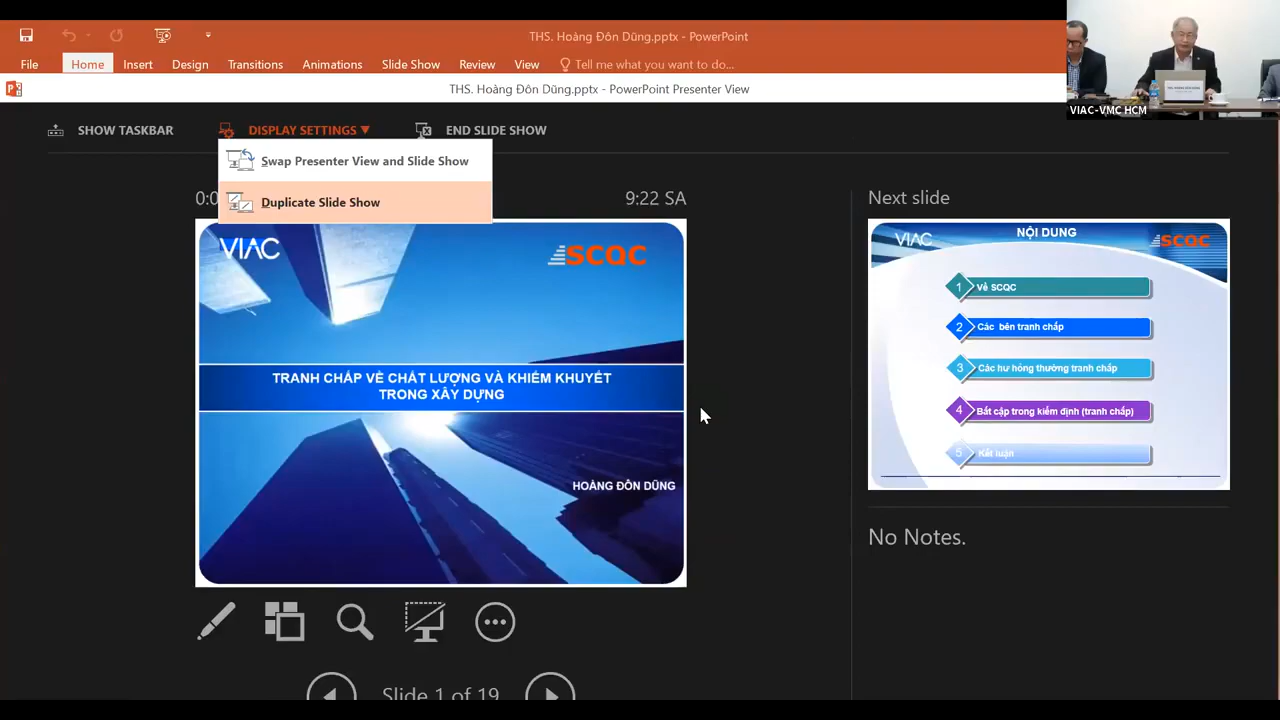 THS. Hoàng Đôn Dũng.pptx - PowerPoint
File Home Insert Design Transitions Animations Slide Show Review View Tell me what you want to do...
THS. Hoàng Đôn Dũng.pptx - PowerPoint Presenter View
VIAC-VMC HCM
SHOW TASKBAR DISPLAY SETTINGS END SLIDE SHOW
Swap Presenter View and Slide Show
Duplicate Slide Show
0:0
9:22 SA
VIAC
SCQC
TRANH CHẤP VỀ CHẤT LƯỢNG VÀ KHIẾM KHUYẾT
TRONG XÂY DỰNG
HOÀNG ĐÔN DŨNG
Slide 1 of 19
Next slide
VIAC
NỘI DUNG
SCQC
1 Về SCQC
2 Các bên tranh chấp
3 Các hư hỏng thường tranh chấp
4 Bất cập trong kiểm định (tranh chấp)
5 Kết luận
No Notes.